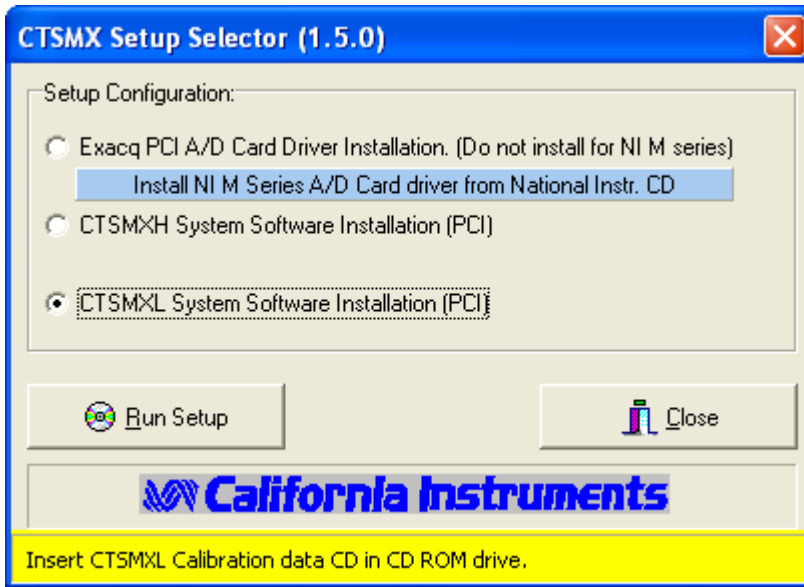 CTSMX Setup Selector (1.5.0)
Setup Configuration:
Exacq PCI A/D Card Driver Installation. (Do not install for NI M series)
Install NI M Series A/D Card driver from National Instr. CD
CTSMXH System Software Installation (PCI)
CTSMXL System Software Installation (PCI)
Run Setup
Close
California Instruments
Insert CTSMXL Calibration data CD in CD ROM drive.